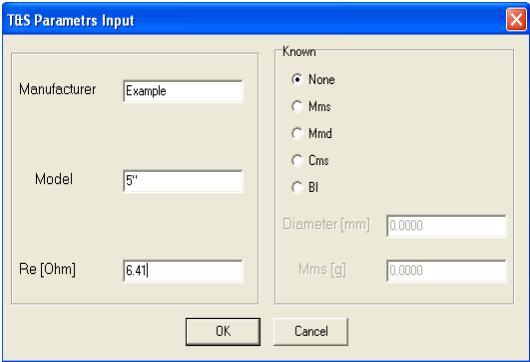 T&S Parametrs Input
Manufacturer
Example
Model
5"
Re [Ohm]
6.41
Known
None
Mms
Mmd
Cms
Bl
Diameter [mm]
0.0000
Mms [g]
0.0000
OK
Cancel